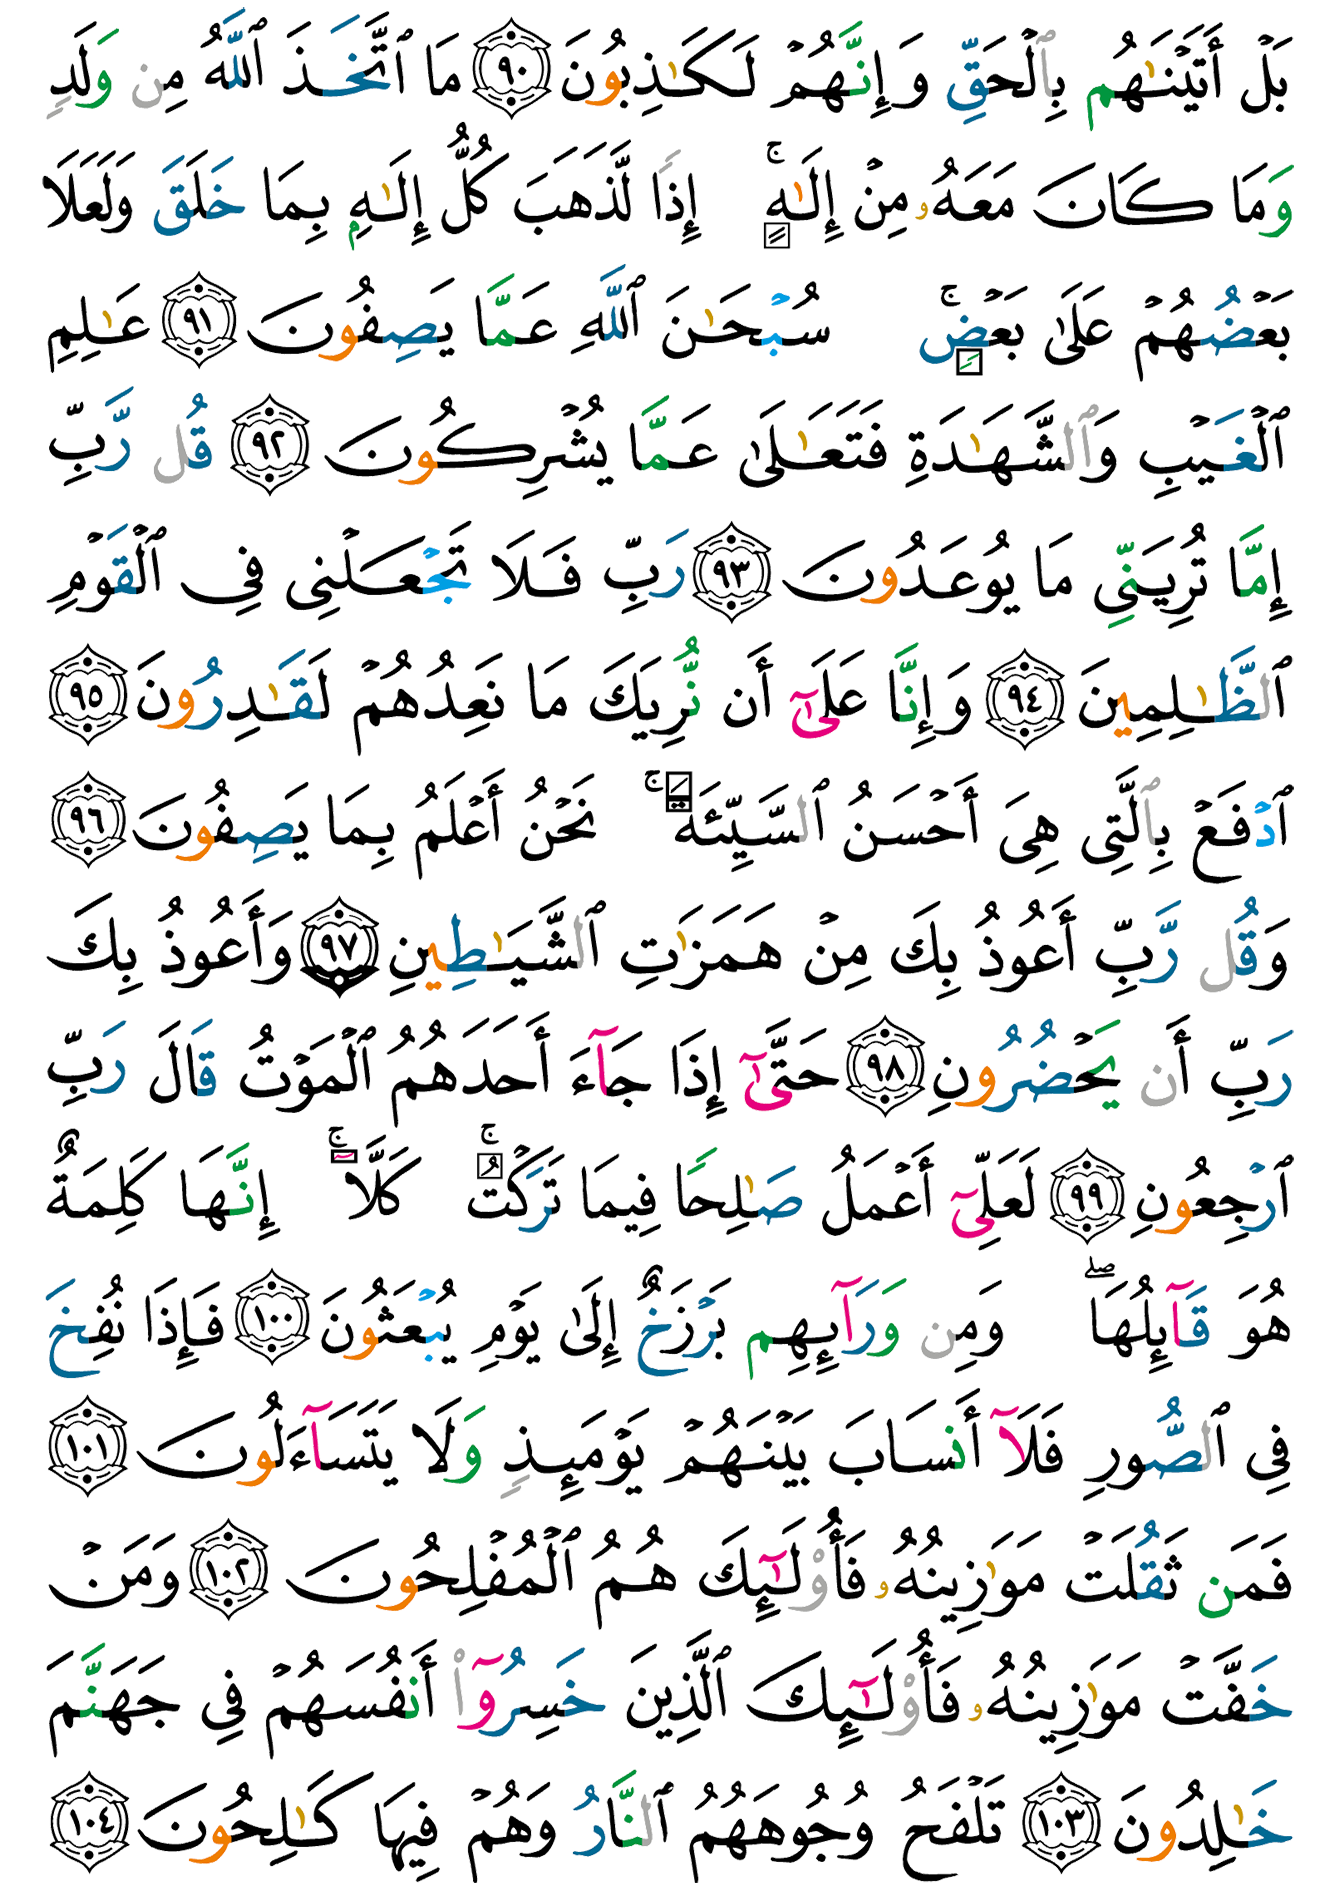 بَلْ أَتَيْنَٰهُم بِٱلْحَقِّ وَإِنَّهُمْ لَكَٰذِبُونَ ٩٠ مَا ٱتَّخَذَ ٱللَّهُ مِن وَلَدٍ
وَمَا كَانَ مَعَهُۥ مِنْ إِلَٰهٍ ۚ إِذًا لَّذَهَبَ كُلُّ إِلَٰهٍۭ بِمَا خَلَقَ وَلَعَلَا
بَعْضُهُمْ عَلَىٰ بَعْضٍ ۚ سُبْحَٰنَ ٱللَّهِ عَمَّا يَصِفُونَ ٩١ عَٰلِمِ
ٱلْغَيْبِ وَٱلشَّهَٰدَةِ فَتَعَٰلَىٰ عَمَّا يُشْرِكُونَ ٩٢ قُل رَّبِّ
إِمَّا تُرِيَنِّى مَا يُوعَدُونَ ٩٣ رَبِّ فَلَا تَجْعَلْنِى فِى ٱلْقَوْمِ
ٱلظَّٰلِمِينَ ٩٤ وَإِنَّا عَلَىٰٓ أَن نُّرِيَكَ مَا نَعِدُهُمْ لَقَٰدِرُونَ ٩٥
ٱدْفَعْ بِٱلَّتِى هِىَ أَحْسَنُ ٱلسَّيِّئَةَ ۚ نَحْنُ أَعْلَمُ بِمَا يَصِفُونَ ٩٦
وَقُل رَّبِّ أَعُوذُ بِكَ مِنْ هَمَزَٰتِ ٱلشَّيَٰطِينِ ٩٧ وَأَعُوذُ بِكَ
رَبِّ أَن يَحْضُرُونِ ٩٨ حَتَّىٰٓ إِذَا جَآءَ أَحَدَهُمُ ٱلْمَوْتُ قَالَ رَبِّ
ٱرْجِعُونِ ٩٩ لَعَلِّىٓ أَعْمَلُ صَٰلِحًا فِيمَا تَرَكْتُ ۚ كَلَّآ ۚ إِنَّهَا كَلِمَةٌ
هُوَ قَآئِلُهَا ۖ وَمِن وَرَآئِهِم بَرْزَخٌ إِلَىٰ يَوْمِ يُبْعَثُونَ ١٠٠ فَإِذَا نُفِخَ
فِى ٱلصُّورِ فَلَآ أَنسَابَ بَيْنَهُمْ يَوْمَئِذٍ وَلَا يَتَسَآءَلُونَ ١٠١
فَمَن ثَقُلَتْ مَوَٰزِينُهُۥ فَأُو۟لَٰٓئِكَ هُمُ ٱلْمُفْلِحُونَ ١٠٢ وَمَنْ
خَفَّتْ مَوَٰزِينُهُۥ فَأُو۟لَٰٓئِكَ ٱلَّذِينَ خَسِرُوٓا۟ أَنفُسَهُمْ فِى جَهَنَّمَ
خَٰلِدُونَ ١٠٣ تَلْفَحُ وُجُوهَهُمُ ٱلنَّارُ وَهُمْ فِيهَا كَٰلِحُونَ ١٠٤